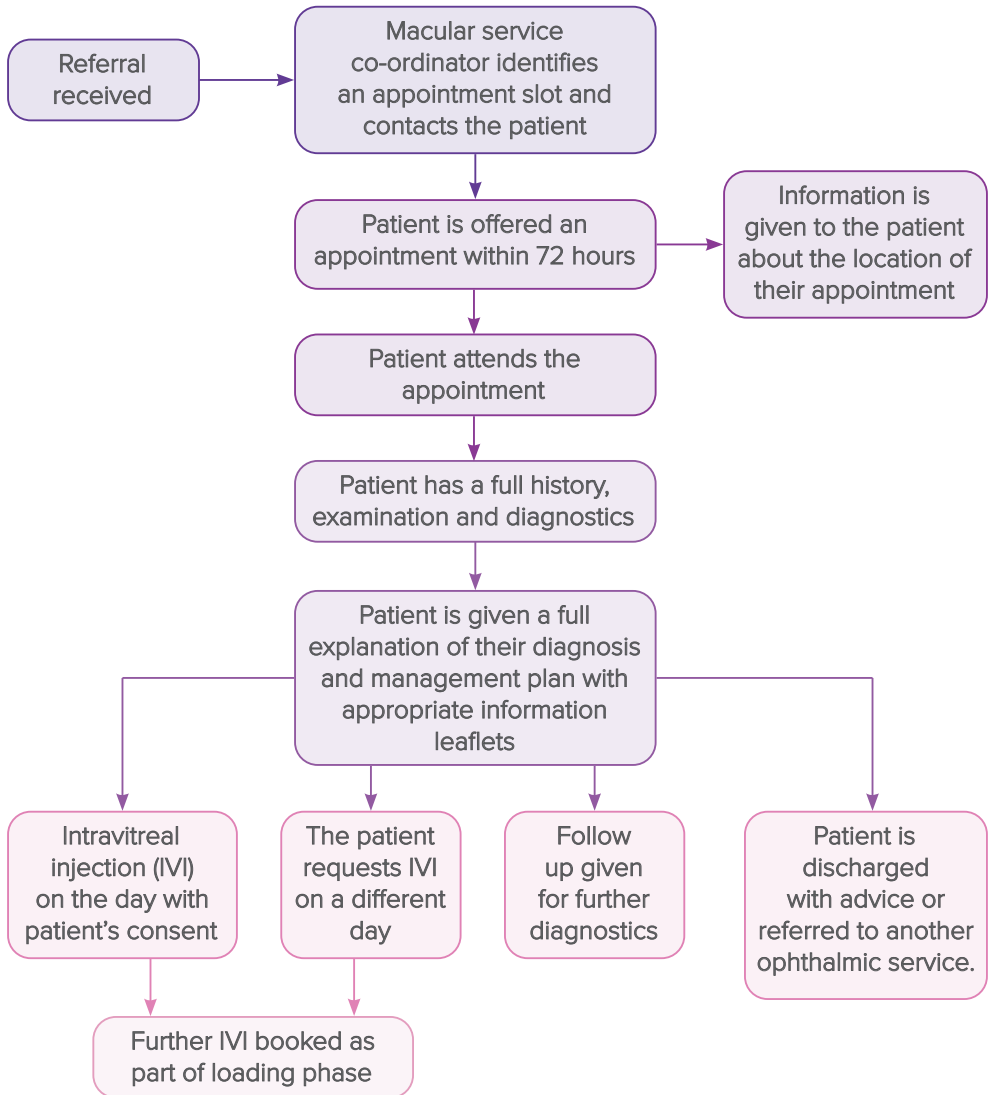 Referral
received
Macular service
co-ordinator identifies
an appointment slot and
contacts the patient
Patient is offered an
appointment within 72 hours
Information is
given to the patient
about the location of
their appointment
Patient attends the
appointment
Patient has a full history,
examination and diagnostics
Patient is given a full
explanation of their diagnosis
and management plan with
appropriate information
leaflets
Intravitreal
injection (IVI)
on the day with
patient’s consent
The patient
requests IVI
on a different
day
Follow
up given
for further
diagnostics
Patient is
discharged
with advice or
referred to another
ophthalmic service.
Further IVI booked as
part of loading phase